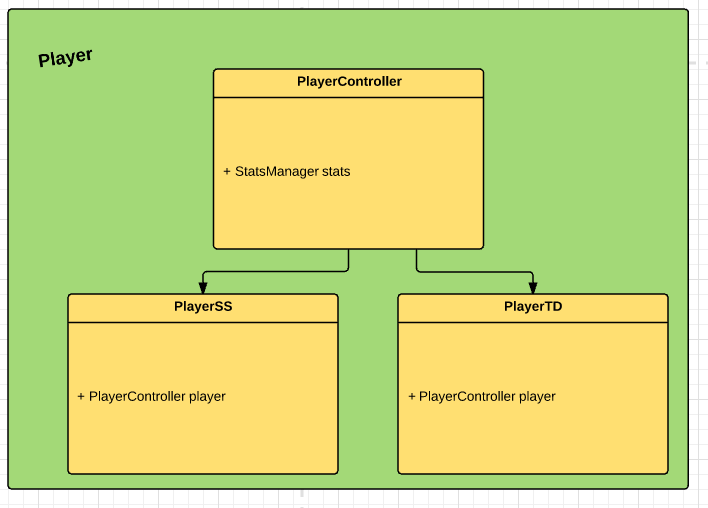 Player
PlayerController
+ StatsManager stats
PlayerSS
+ PlayerController player
PlayerTD
+ PlayerController player